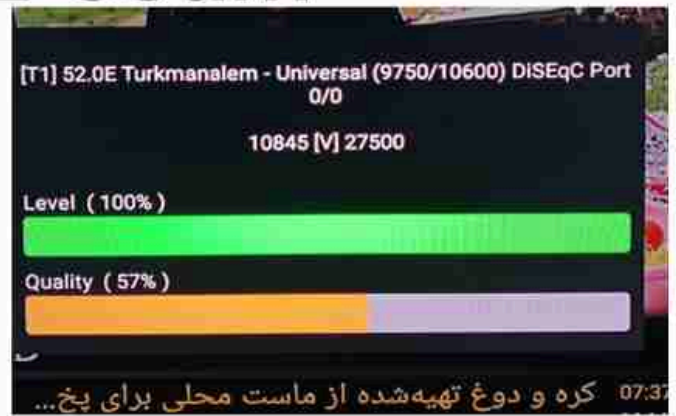 [T1] 52.0E Turkmanalem - Universal (9750/10600) DiSEqC Port
0/0
10845 [V] 27500
Level ( 100% )
Quality ( 57% )
07:37 کره و دوغ تهیه‌شده از ماست محلی برای پخ...